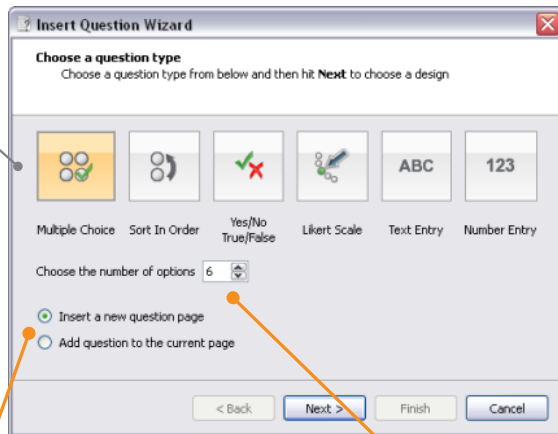 Insert Question Wizard
Choose a question type
Choose a question type from below and then hit Next to choose a design
ABC
123
Multiple Choice
Sort In Order
Yes/No
True/False
Likert Scale
Text Entry
Number Entry
Choose the number of options 6
Insert a new question page
Add question to the current page
< Back
Next >
Finish
Cancel